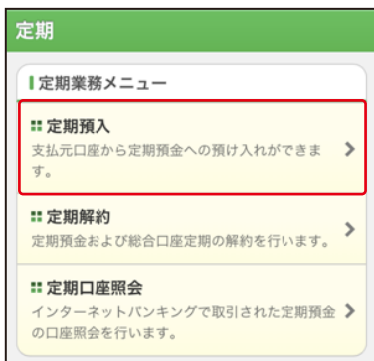 定期
定期業務メニュー
定期預入
支払元口座から定期預金への預け入れができま
す。
定期解約
定期預金および総合口座定期の解約を行います。
定期口座照会
インターネットバンキングで取引された定期預金
の口座照会を行います。